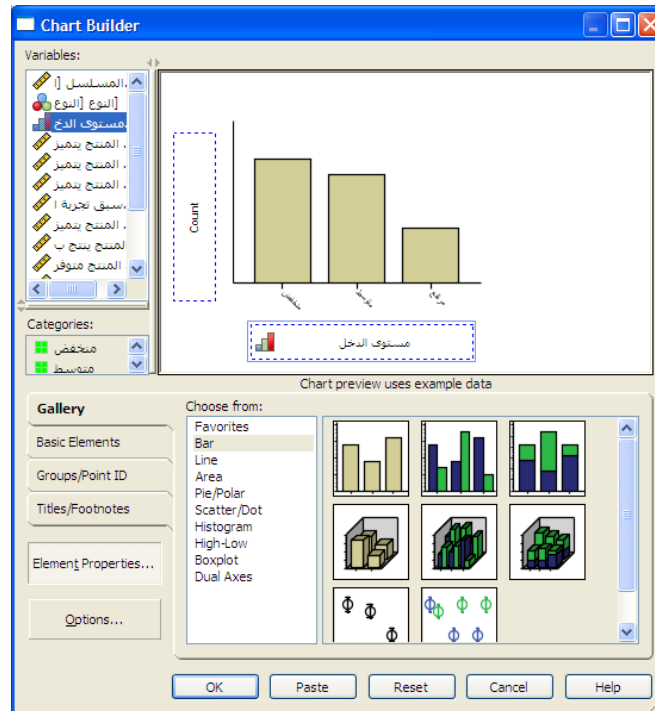 Chart Builder
Variables:
المسلسل [ا.
النوع [النوع]
مستوى الدخ.
المنتج يتميز .
المنتج يتميز .
المنتج يتميز .
سبق تجربة ا.
المنتج يتميز .
المنتج ينتج ب
المنتج متوفر .
Categories:
منخفض
متوسط
Count
منخفض
متوسط
مرتفع
مستوى الدخل
Chart preview uses example data
Gallery
Basic Elements
Groups/Point ID
Titles/Footnotes
Element Properties...
Options...
Choose from:
Favorites
Bar
Line
Area
Pie/Polar
Scatter/Dot
Histogram
High-Low
Boxplot
Dual Axes
OK
Paste
Reset
Cancel
Help